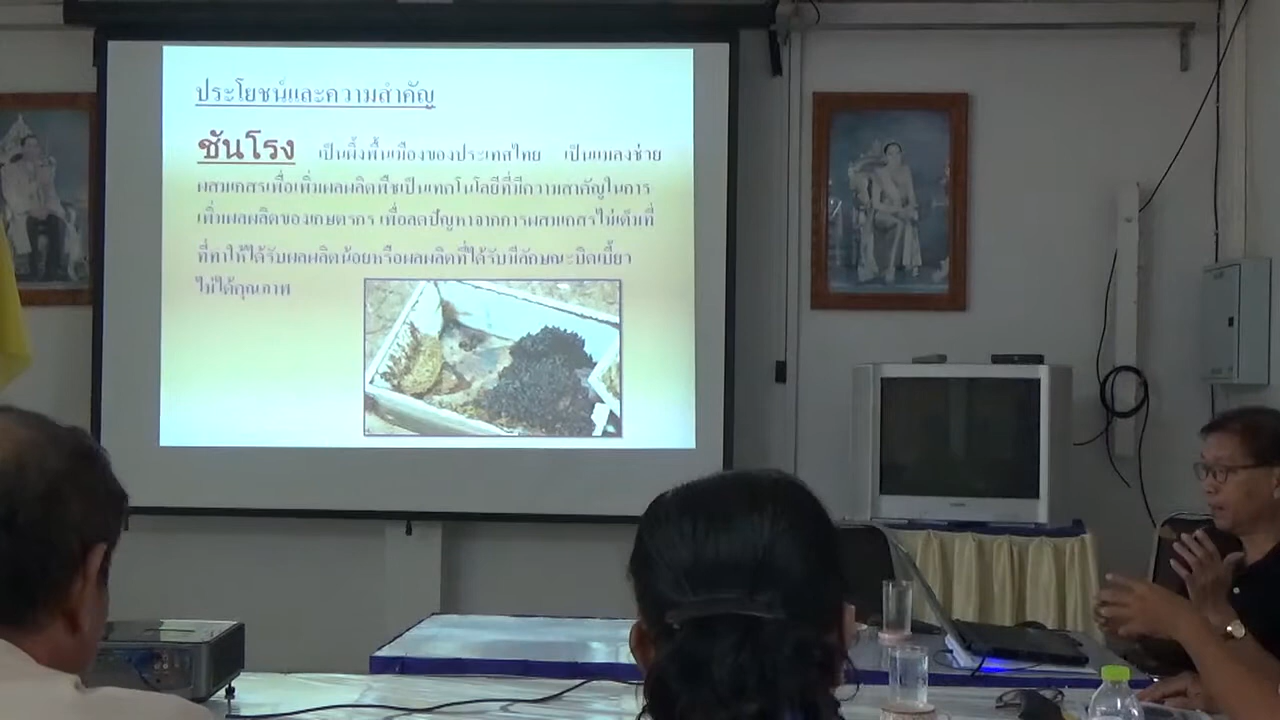 ประโยชน์และความสำคัญ
ชันโรง เป็นผึ้งพื้นเมืองของประเทศไทย เป็นแมลงช่วย
ผสมเกสรเพื่อเพิ่มผลผลิตพืชเป็นเทคโนโลยีที่มีความสำคัญในการ
เพิ่มผลผลิตของเกษตรกร เพื่อลดปัญหาจากการผสมเกสรไม่เต็มที่
ที่ทำให้ได้รับผลผลิตน้อยหรือผลผลิตที่ได้รับมีลักษณะบิดเบี้ยว
ไม่ได้คุณภาพ